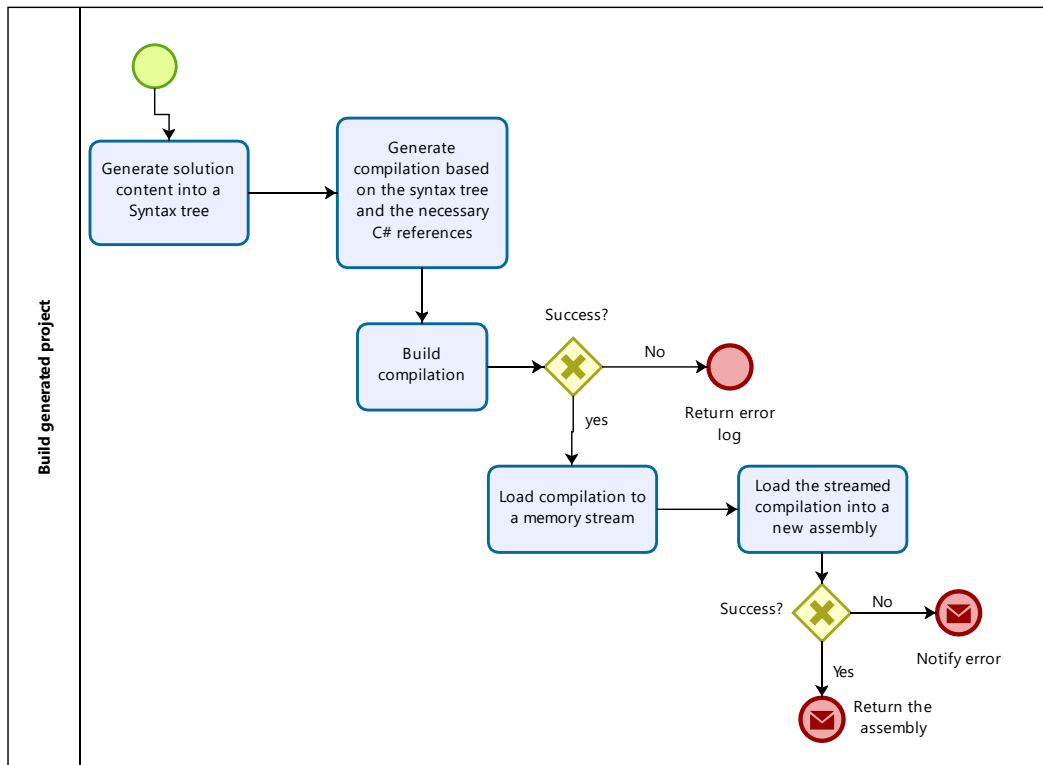 Build generated project
Generate solution
content into a
Syntax tree
Generate
compilation based
on the syntax tree
and the necessary
C# references
Build
compilation
Success?
No
Return error
log
yes
Load compilation to
a memory stream
Load the streamed
compilation into a
new assembly
Success?
No
Notify error
Yes
Return the
assembly